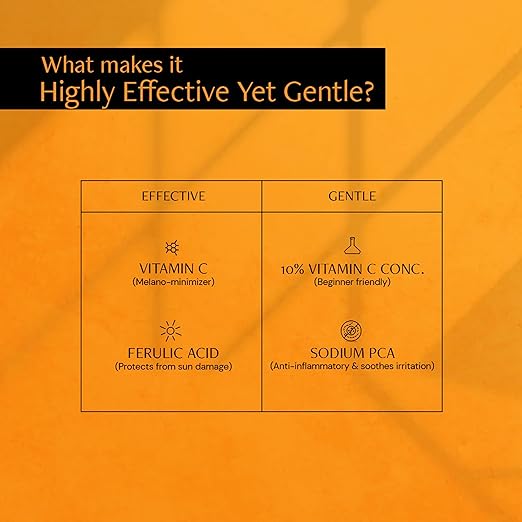 What makes it
Highly Effective Yet Gentle?
EFFECTIVE
GENTLE
VITAMIN C
(Melano-minimizer)
10% VITAMIN C CONC.
(Beginner friendly)
FERULIC ACID
(Protects from sun damage)
SODIUM PCA
(Anti-inflammatory & soothes irritation)